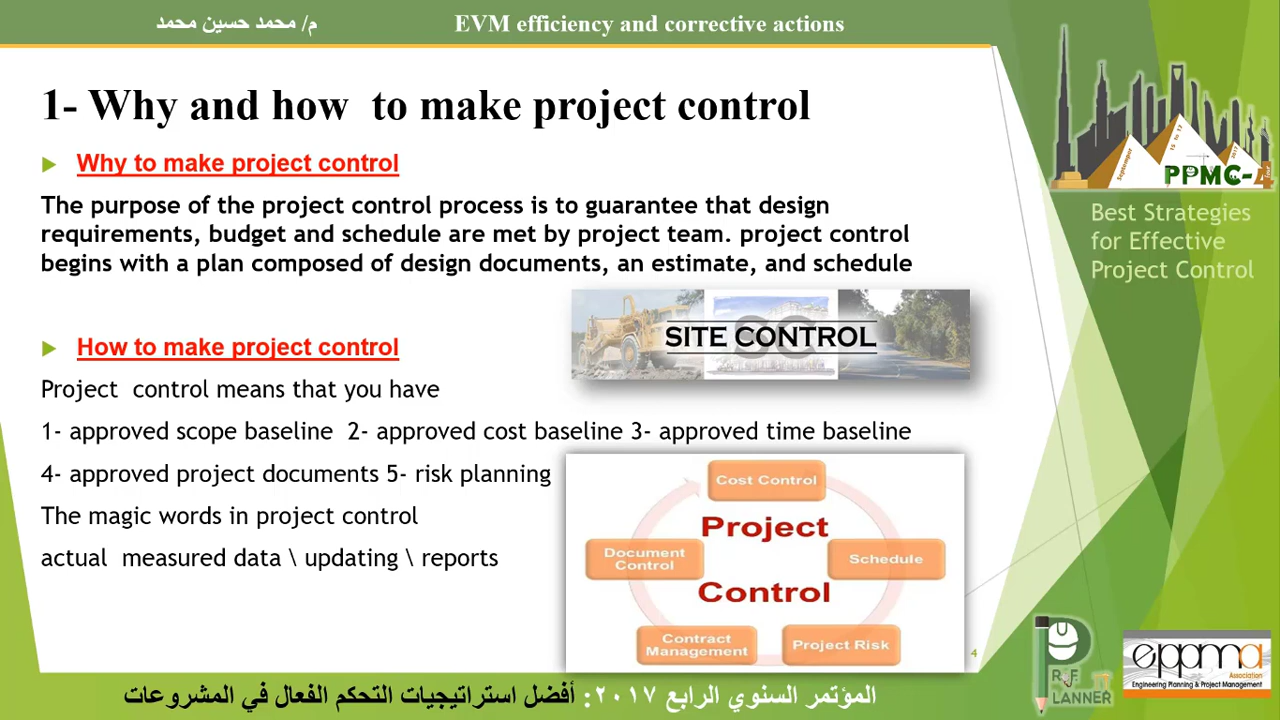 م/ محمد حسين محمد
EVM efficiency and corrective actions
1- Why and how to make project control
Why to make project control
The purpose of the project control process is to guarantee that design
requirements, budget and schedule are met by project team. project control
begins with a plan composed of design documents, an estimate, and schedule
SITE CONTROL
How to make project control
Project control means that you have
1- approved scope baseline 2- approved cost baseline 3- approved time baseline
4- approved project documents 5- risk planning
The magic words in project control
actual measured data \ updating \ reports
Cost Control
Project
Document
Control
Schedule
Control
Contract
Management
Project Risk
4
September
15 to 17
2017
PPMC-4
Best Strategies
for Effective
Project Control
PLANNER
eppma
Association
Engineering Planning & Project Management
المؤتمر السنوي الرابع ٢٠١٧: أفضل استراتيجيات التحكم الفعال في المشروعات